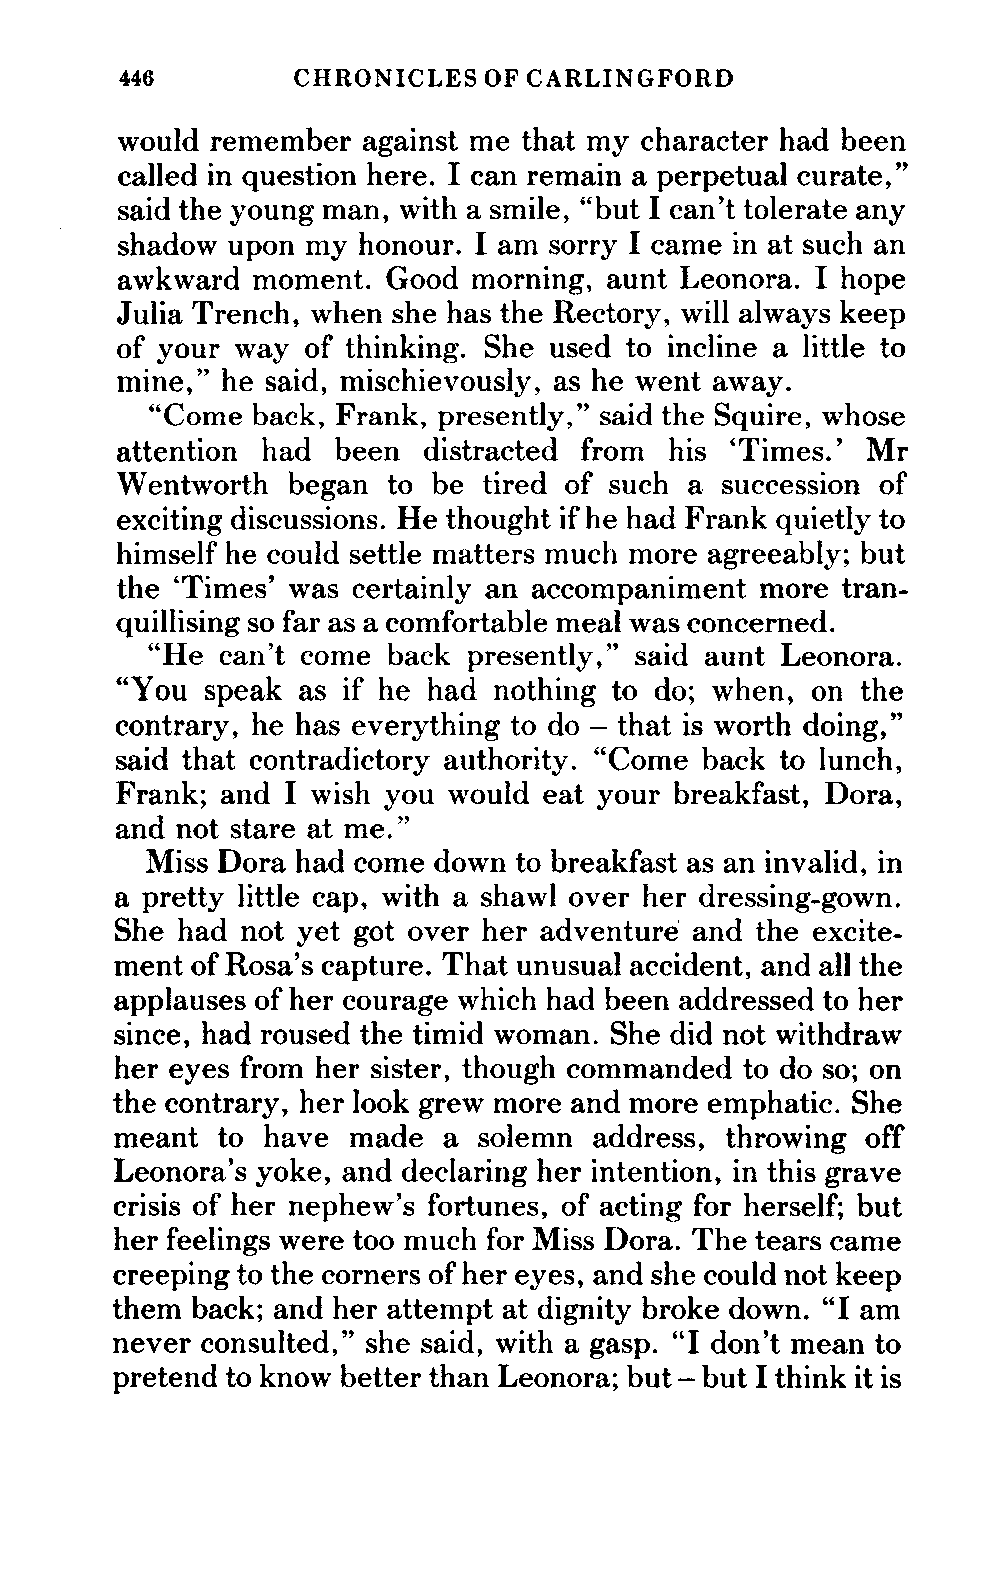 446 CHRONICLES OF CARLINGFORD
would remember against me that my character had been
called in question here. I can remain a perpetual curate,”
said the young man, with a smile, “but I can’t tolerate any
shadow upon my honour. I am sorry I came in at such an
awkward moment. Good morning, aunt Leonora. I hope
Julia Trench, when she has the Rectory, will always keep
of your way of thinking. She used to incline a little to
mine,” he said, mischievously, as he went away.
“Come back, Frank, presently,” said the Squire, whose
attention had been distracted from his ‘Times.’ Mr
Wentworth began to be tired of such a succession of
exciting discussions. He thought if he had Frank quietly to
himself he could settle matters much more agreeably; but
the ‘Times’ was certainly an accompaniment more tran-
quillising so far as a comfortable meal was concerned.
“He can’t come back presently,” said aunt Leonora.
“You speak as if he had nothing to do; when, on the
contrary, he has everything to do – that is worth doing,”
said that contradictory authority. “Come back to lunch,
Frank; and I wish you would eat your breakfast, Dora,
and not stare at me.”
Miss Dora had come down to breakfast as an invalid, in
a pretty little cap, with a shawl over her dressing-gown.
She had not yet got over her adventure and the excite-
ment of Rosa’s capture. That unusual accident, and all the
applauses of her courage which had been addressed to her
since, had roused the timid woman. She did not withdraw
her eyes from her sister, though commanded to do so; on
the contrary, her look grew more and more emphatic. She
meant to have made a solemn address, throwing off
Leonora’s yoke, and declaring her intention, in this grave
crisis of her nephew’s fortunes, of acting for herself; but
her feelings were too much for Miss Dora. The tears came
creeping to the corners of her eyes, and she could not keep
them back; and her attempt at dignity broke down. “I am
never consulted,” she said, with a gasp. “I don’t mean to
pretend to know better than Leonora; but – but I think it is